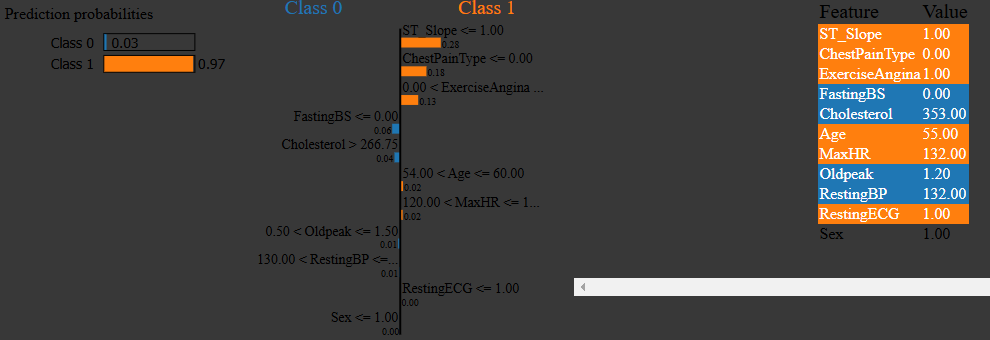 Prediction probabilities
Class 0 0.03
Class 1 0.97
Class 0 Class 1
ST_Slope <= 1.00
0.28
ChestPainType <= 0.00
0.18
0.00 < ExerciseAngina ...
0.13
FastingBS <= 0.00
0.06
Cholesterol > 266.75
0.04
54.00 < Age <= 60.00
0.02
120.00 < MaxHR <= 1...
0.02
0.50 < Oldpeak <= 1.50
0.01
130.00 < RestingBP <=...
0.01
RestingECG <= 1.00
0.00
Sex <= 1.00
0.00
Feature Value
ST_Slope 1.00
ChestPainType 0.00
ExerciseAngina 1.00
FastingBS 0.00
Cholesterol 353.00
Age 55.00
MaxHR 132.00
Oldpeak 1.20
RestingBP 132.00
RestingECG 1.00
Sex 1.00